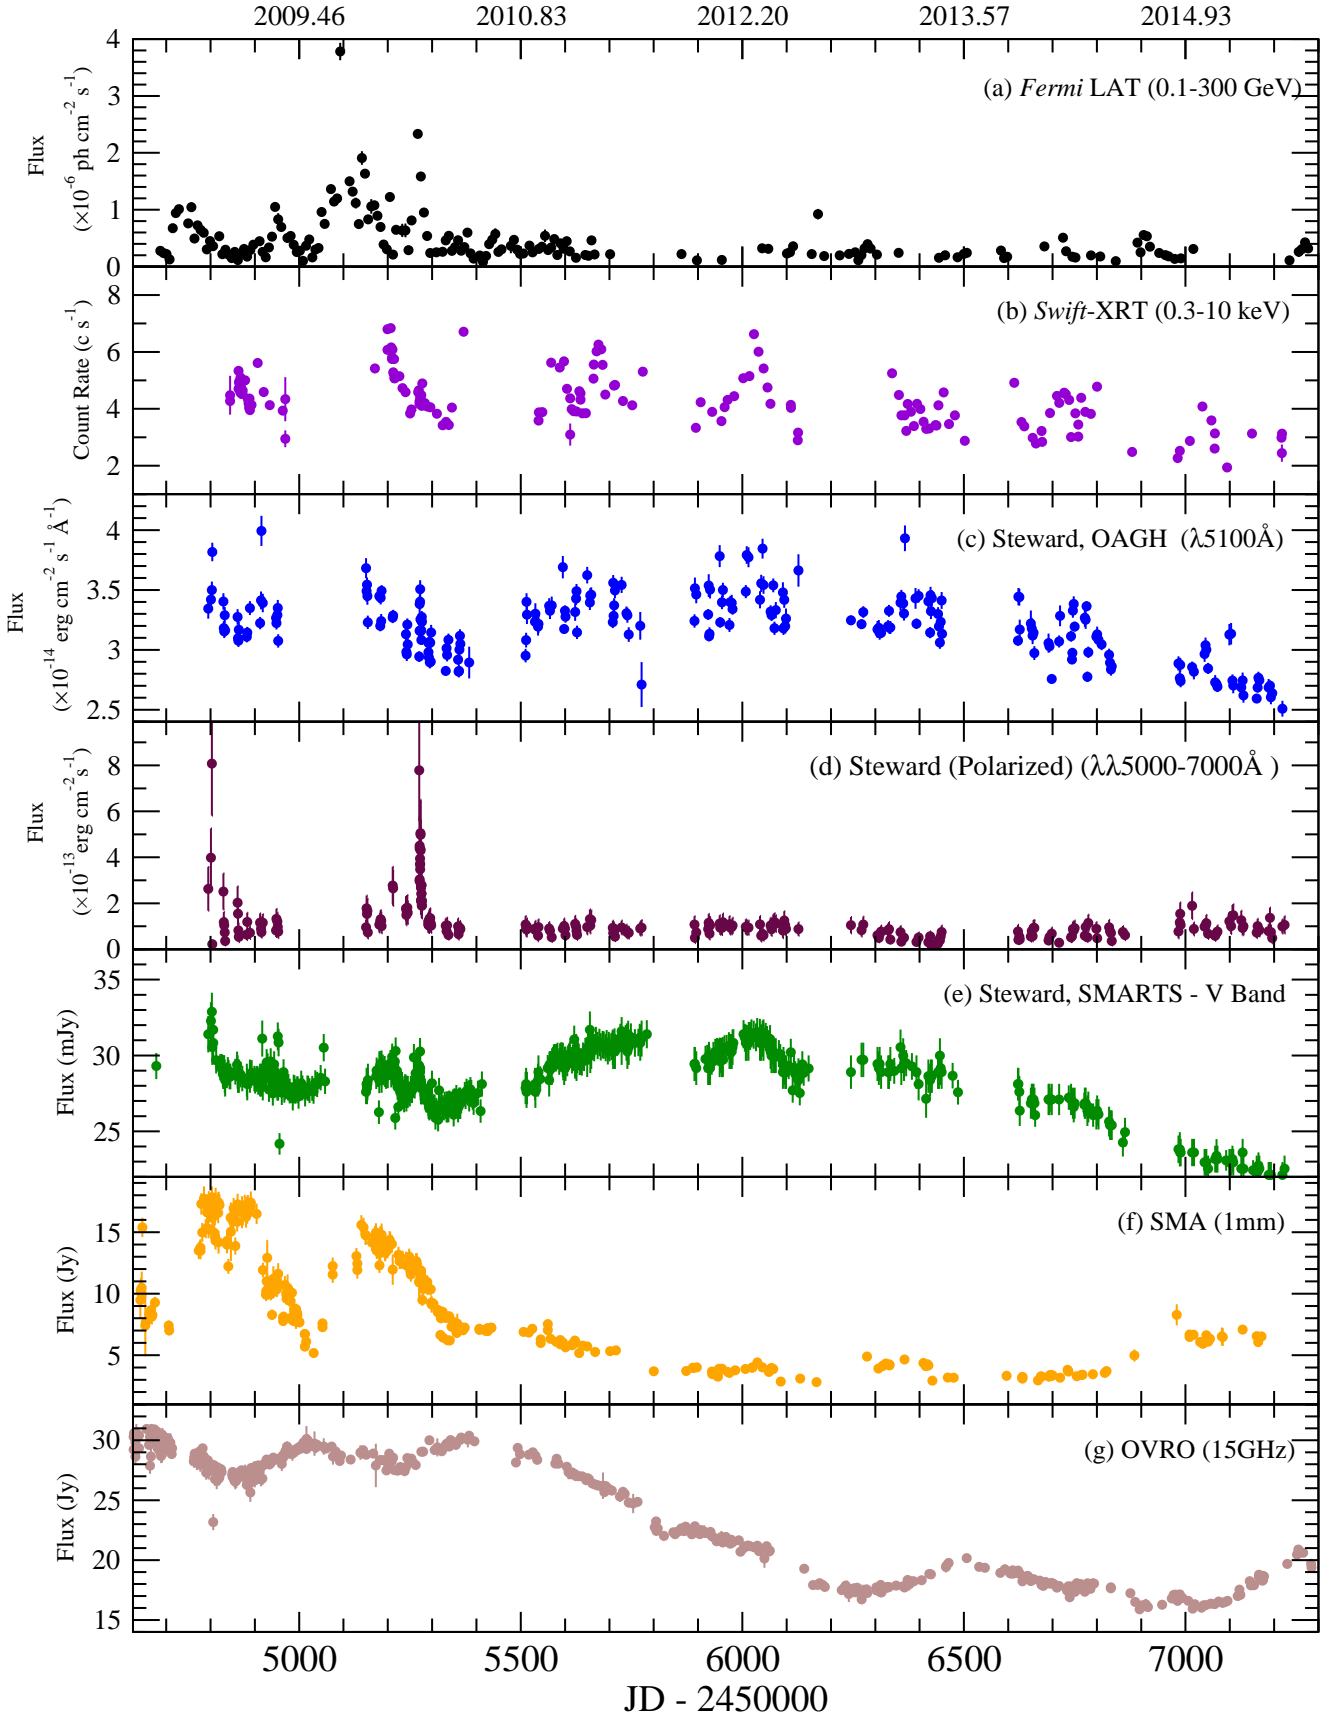 2009.46 2010.83 2012.20 2013.57 2014.93
(a) Fermi LAT (0.1-300 GeV)
Flux
(×10⁻⁶ ph cm⁻² s⁻¹)
4
3
2
1
0
(b) Swift-XRT (0.3-10 keV)
Count Rate (c s⁻¹)
8
6
4
2
(c) Steward, OAGH (λ5100Å)
Flux
(×10⁻¹⁴ erg cm⁻² s⁻¹ Å⁻¹)
4
3.5
3
2.5
(d) Steward (Polarized) (λλ5000-7000Å )
Flux
(×10⁻¹³ erg cm⁻² s⁻¹)
8
6
4
2
0
(e) Steward, SMARTS - V Band
Flux (mJy)
35
30
25
(f) SMA (1mm)
Flux (Jy)
15
10
5
(g) OVRO (15GHz)
Flux (Jy)
30
25
20
15
5000 5500 6000 6500 7000
JD - 2450000